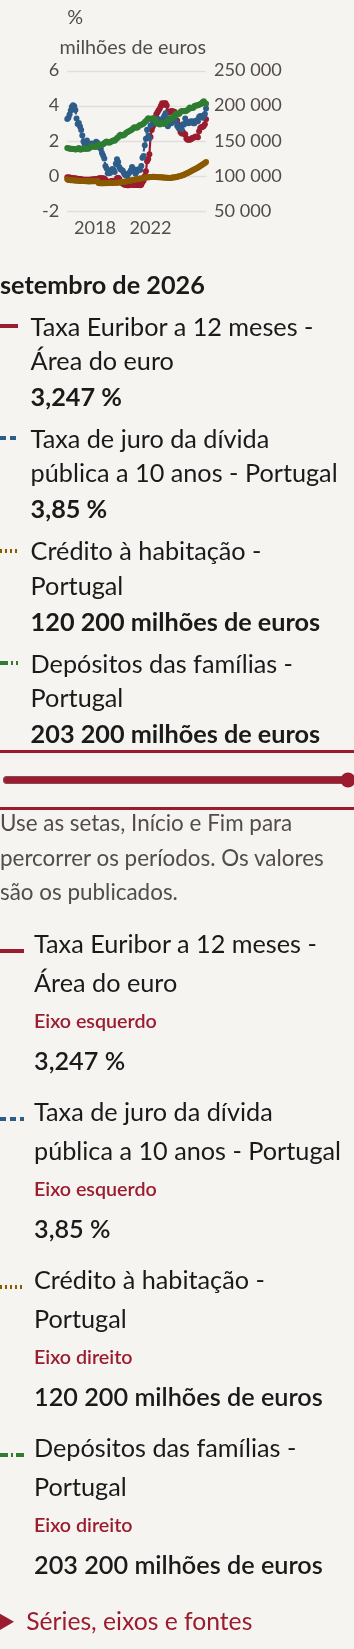 %
milhões de euros
6 250 000
4 200 000
2 150 000
0 100 000
-2 50 000
2018 2022
setembro de 2026
Taxa Euribor a 12 meses -
Área do euro
3,247 %
Taxa de juro da dívida
pública a 10 anos - Portugal
3,85 %
Crédito à habitação -
Portugal
120 200 milhões de euros
Depósitos das famílias -
Portugal
203 200 milhões de euros
Use as setas, Início e Fim para
percorrer os períodos. Os valores
são os publicados.
Taxa Euribor a 12 meses -
Área do euro
Eixo esquerdo
3,247 %
Taxa de juro da dívida
pública a 10 anos - Portugal
Eixo esquerdo
3,85 %
Crédito à habitação -
Portugal
Eixo direito
120 200 milhões de euros
Depósitos das famílias -
Portugal
Eixo direito
203 200 milhões de euros
Séries, eixos e fontes